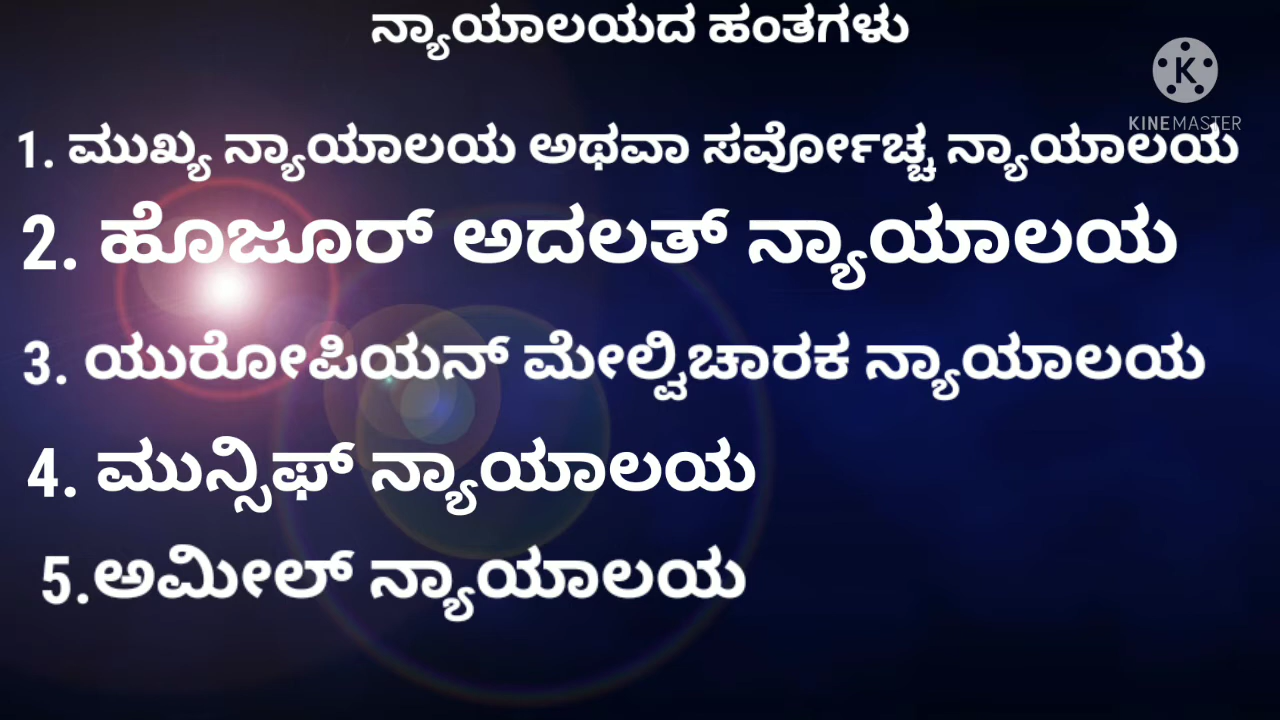 ನ್ಯಾಯಾಲಯದ ಹಂತಗಳು
KINEMASTER
1. ಮುಖ್ಯ ನ್ಯಾಯಾಲಯ ಅಥವಾ ಸರ್ವೋಚ್ಚ ನ್ಯಾಯಾಲಯ
2. ಹೊಜೂರ್ ಅದಲತ್ ನ್ಯಾಯಾಲಯ
3. ಯುರೋಪಿಯನ್ ಮೇಲ್ವಿಚಾರಕ ನ್ಯಾಯಾಲಯ
4. ಮುನ್ಸಿಫ್ ನ್ಯಾಯಾಲಯ
5.ಅಮೀಲ್ ನ್ಯಾಯಾಲಯ